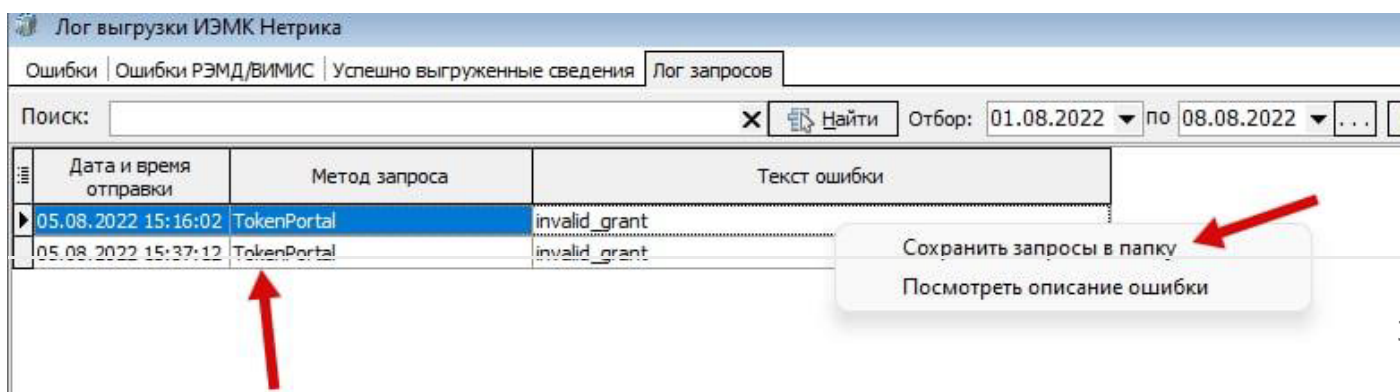 Лог выгрузки ИЭМК Нетрика
Ошибки Ошибки РЭМД/ВИМИС Успешно выгруженные сведения Лог запросов
Поиск: Найти Отбор: 01.08.2022 по 08.08.2022 ...
Дата и время отправки Метод запроса Текст ошибки
05.08.2022 15:16:02 TokenPortal invalid_grant
05.08.2022 15:37:12 TokenPortal invalid_grant
Сохранить запросы в папку
Посмотреть описание ошибки